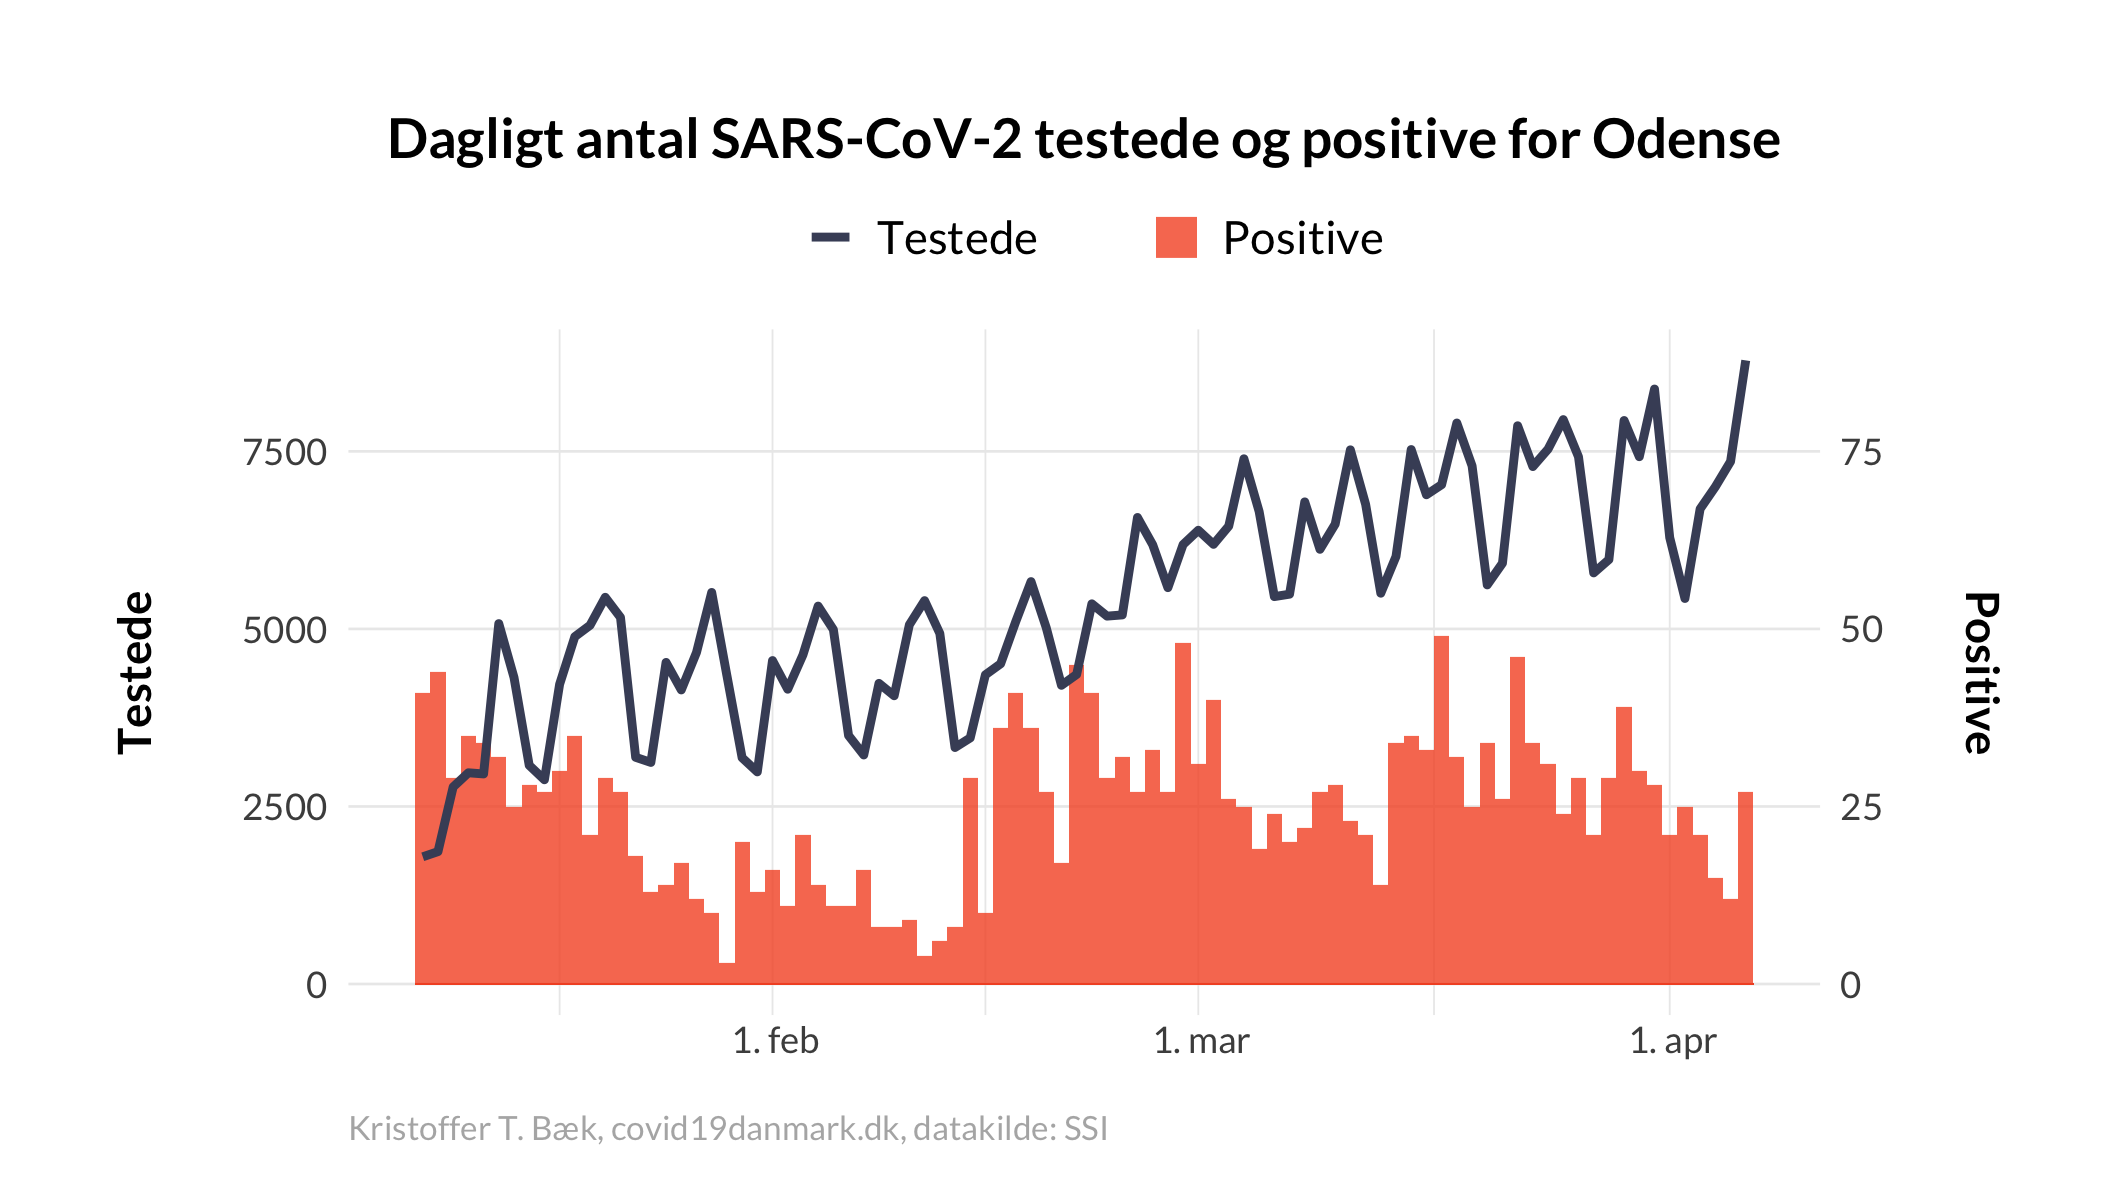 Dagligt antal SARS-CoV-2 testede og positive for Odense
Testede
Positive
7500
5000
2500
0
75
50
25
0
Testede
Positive
1. feb
1. mar
1. apr
Kristoffer T. Bæk, covid19danmark.dk, datakilde: SSI